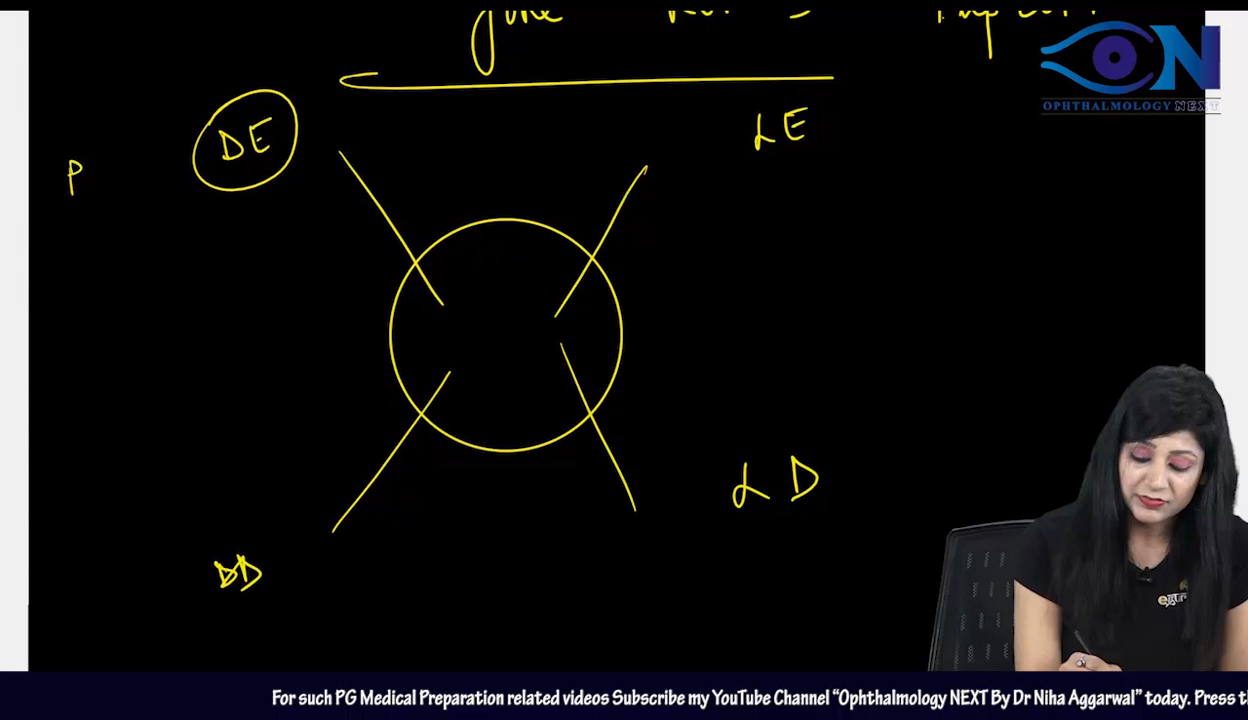 DE
LE
P
LD
DD
ON
OPHTHALMOLOGY NEXT
For such PG Medical Preparation related videos Subscribe my YouTube Channel “Ophthalmology NEXT By Dr Niha Aggarwal” today. Press t